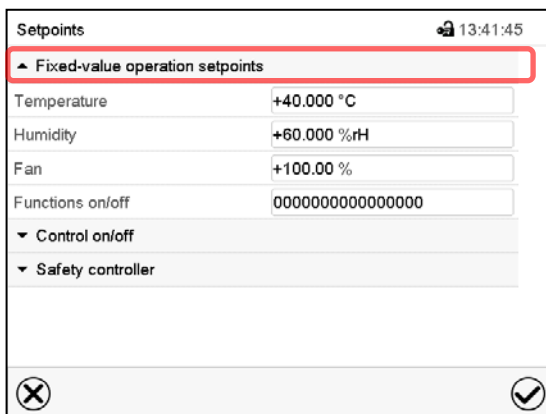 Setpoints 13:41:45
Fixed-value operation setpoints
Temperature +40.000 °C
Humidity +60.000 %rH
Fan +100.00 %
Functions on/off 0000000000000000
Control on/off
Safety controller